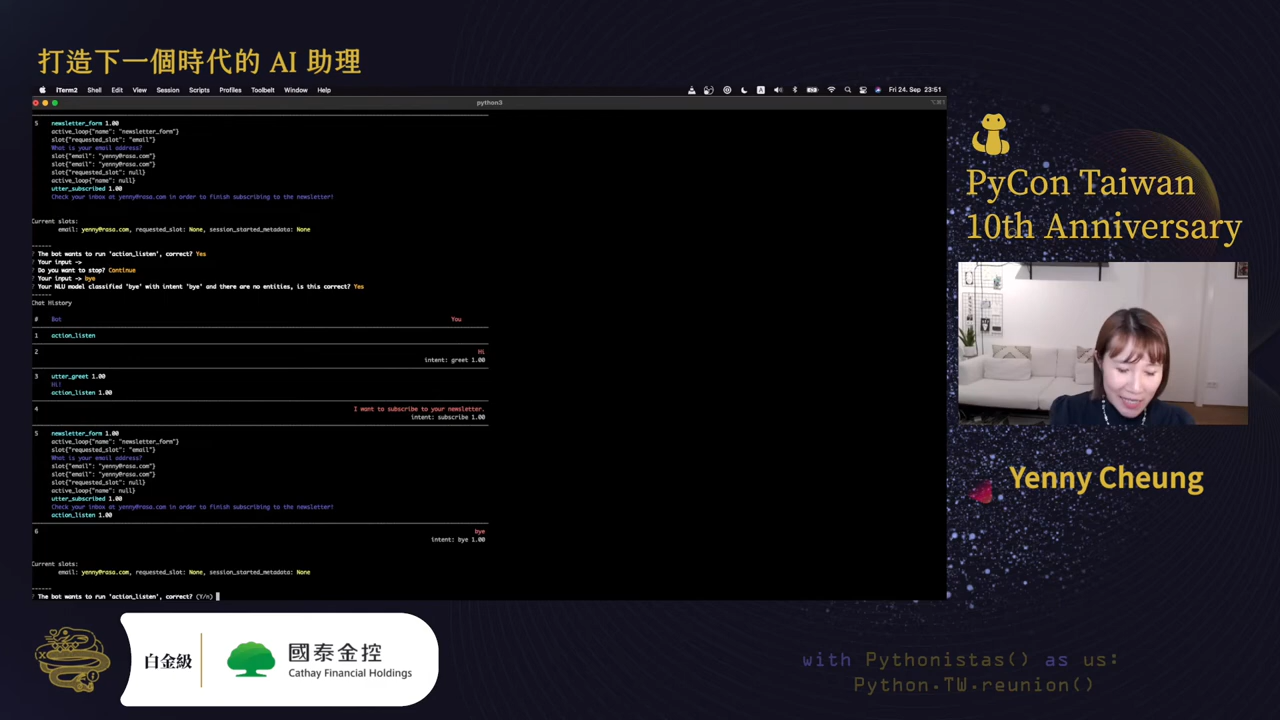 打造下一個時代的 AI 助理
iTerm2 Shell Edit View Session Scripts Profiles Toolbelt Window Help
Fri 24. Sep 23:51
python3
5 newsletter_form 1.00
active_loop{"name": "newsletter_form"}
slot{"requested_slot": "email"}
What is your email address?
slot{"email": "yenny@rasa.com"}
slot{"email": "yenny@rasa.com"}
slot{"requested_slot": null}
active_loop{"name": null}
utter_subscribed 1.00
Check your inbox at yenny@rasa.com in order to finish subscribing to the newsletter!
Current slots:
email: yenny@rasa.com, requested_slot: None, session_started_metadata: None
------
? The bot wants to run 'action_listen', correct? Yes
? Your input ->
? Do you want to stop? Continue
? Your input -> bye
? Your NLU model classified 'bye' with intent 'bye' and there are no entities, is this correct? Yes
------
Chat History
# Bot You
1 action_listen
2 Hi
intent: greet 1.00
3 utter_greet 1.00
Hi!
action_listen 1.00
4 I want to subscribe to your newsletter.
intent: subscribe 1.00
5 newsletter_form 1.00
active_loop{"name": "newsletter_form"}
slot{"requested_slot": "email"}
What is your email address?
slot{"email": "yenny@rasa.com"}
slot{"email": "yenny@rasa.com"}
slot{"requested_slot": null}
active_loop{"name": null}
utter_subscribed 1.00
Check your inbox at yenny@rasa.com in order to finish subscribing to the newsletter!
action_listen 1.00
6 bye
intent: bye 1.00
Current slots:
email: yenny@rasa.com, requested_slot: None, session_started_metadata: None
------
? The bot wants to run 'action_listen', correct? (Y/n)
PyCon Taiwan
10th Anniversary
Yenny Cheung
白金級
國泰金控
Cathay Financial Holdings
with Pythonistas() as us:
Python.TW.reunion()